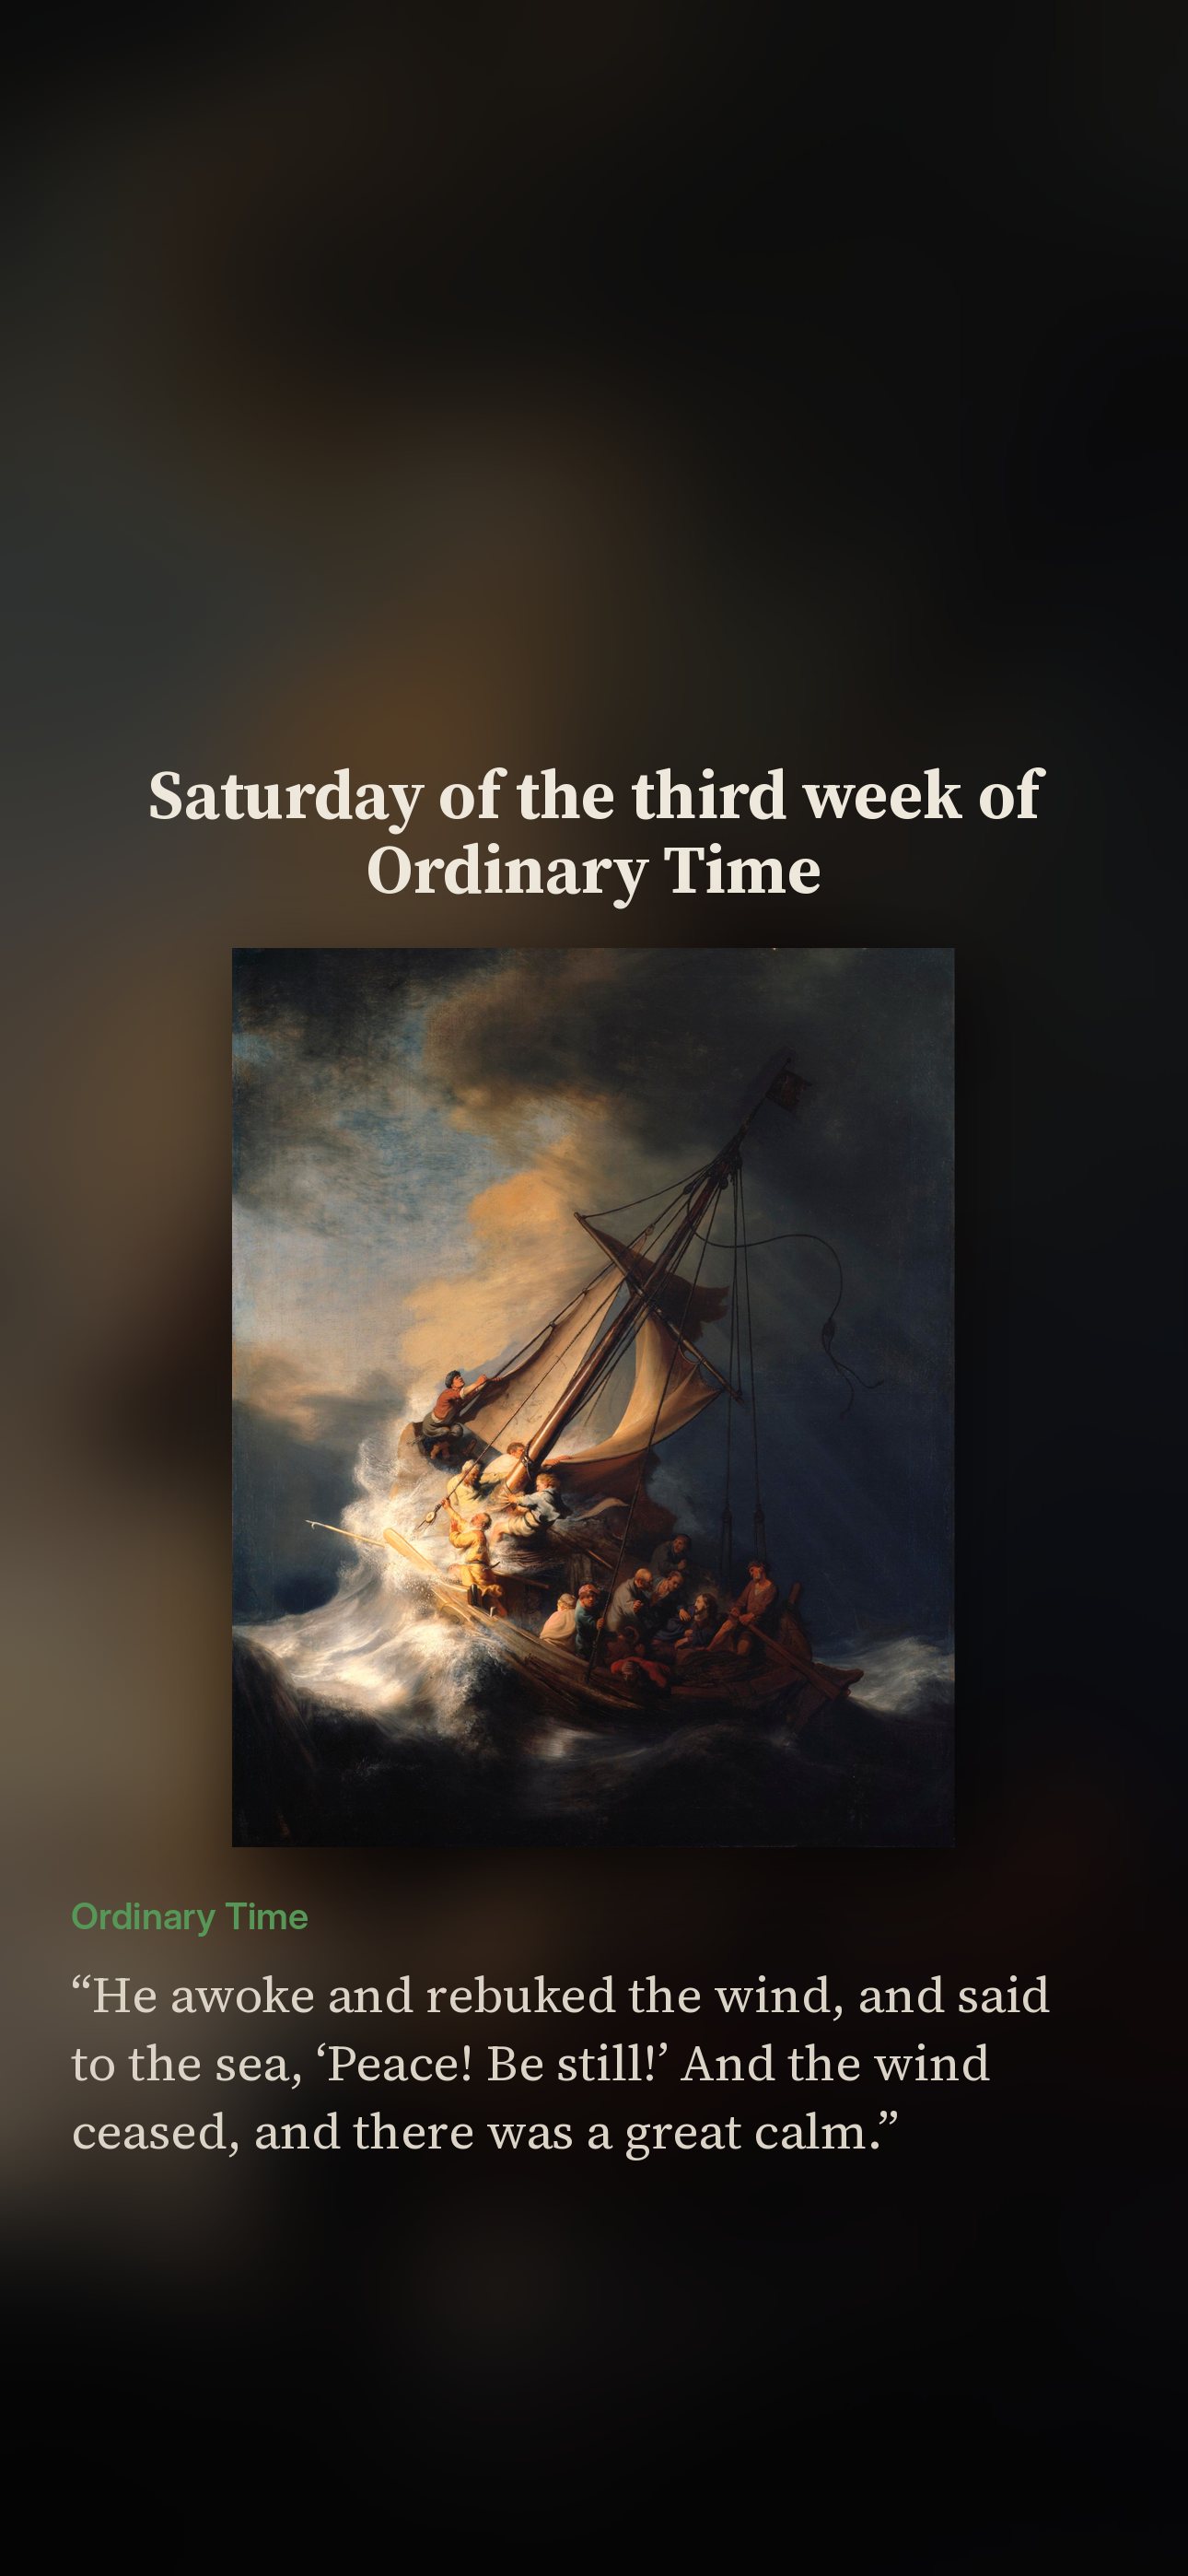 Saturday of the third week of
Ordinary Time
Ordinary Time
“He awoke and rebuked the wind, and said
to the sea, ‘Peace! Be still!’ And the wind
ceased, and there was a great calm.”